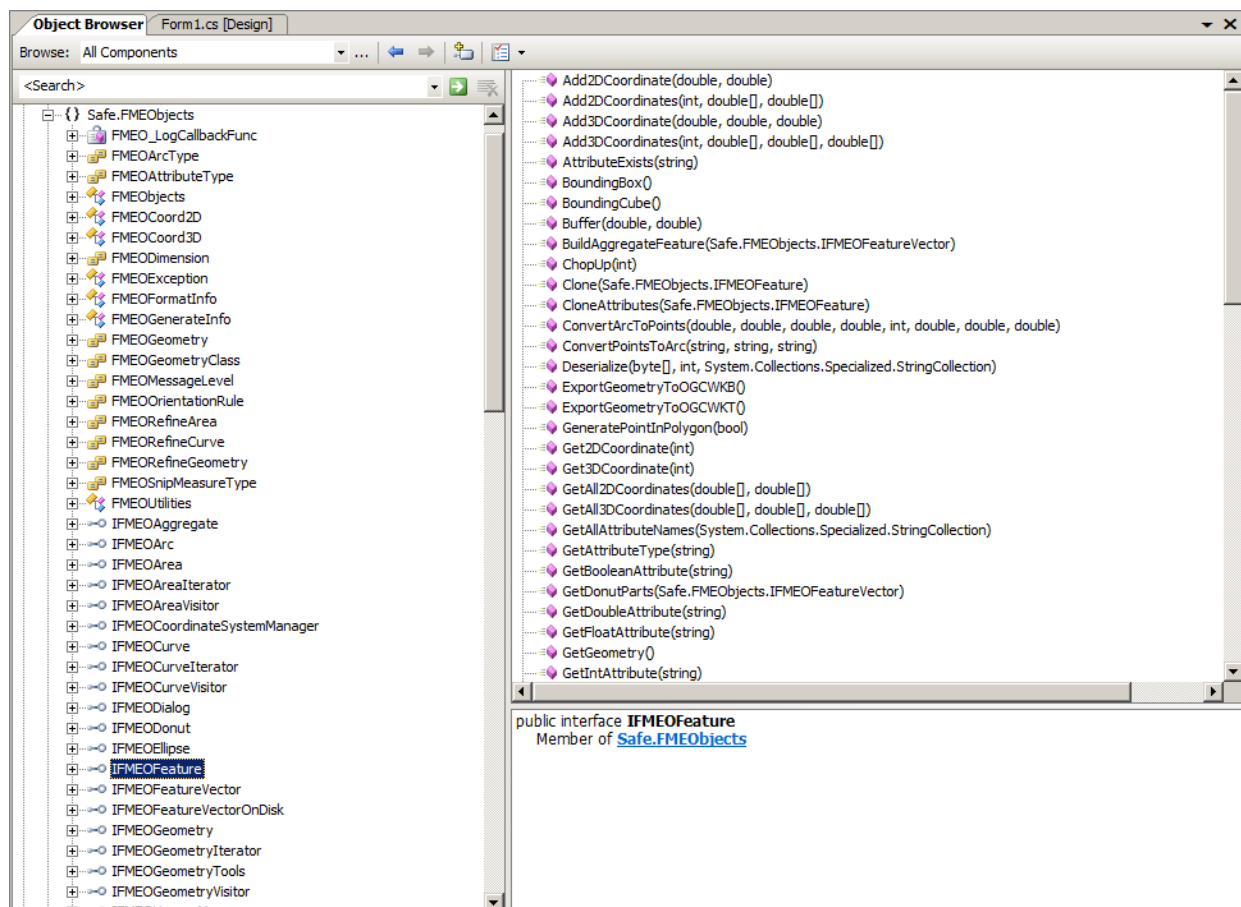 Object Browser Form1.cs [Design]
Browse: All Components ...
<Search>
{} Safe.FMEObjects
FMEO_LogCallbackFunc
FMEOArcType
FMEOAttributeType
FMEObjects
FMEOCoord2D
FMEOCoord3D
FMEODimension
FMEOException
FMEOFormatInfo
FMEOGenerateInfo
FMEOGeometry
FMEOGeometryClass
FMEOMessageLevel
FMEOOrientationRule
FMEORefineArea
FMEORefineCurve
FMEORefineGeometry
FMEOSnipMeasureType
FMEOUtilities
IFMEOAggregate
IFMEOArc
IFMEOArea
IFMEOAreaIterator
IFMEOAreaVisitor
IFMEOCoordinateSystemManager
IFMEOCurve
IFMEOCurveIterator
IFMEOCurveVisitor
IFMEODialog
IFMEODonut
IFMEOEllipse
IFMEOFeature
IFMEOFeatureVector
IFMEOFeatureVectorOnDisk
IFMEOGeometry
IFMEOGeometryIterator
IFMEOGeometryTools
IFMEOGeometryVisitor
Add2DCoordinate(double, double)
Add2DCoordinates(int, double[], double[])
Add3DCoordinate(double, double, double)
Add3DCoordinates(int, double[], double[], double[])
AttributeExists(string)
BoundingBox()
BoundingCube()
Buffer(double, double)
BuildAggregateFeature(Safe.FMEObjects.IFMEOFeatureVector)
ChopUp(int)
Clone(Safe.FMEObjects.IFMEOFeature)
CloneAttributes(Safe.FMEObjects.IFMEOFeature)
ConvertArcToPoints(double, double, double, double, int, double, double, double)
ConvertPointsToArc(string, string, string)
Deserialize(byte[], int, System.Collections.Specialized.StringCollection)
ExportGeometryToOGCWKB()
ExportGeometryToOGCWKT()
GeneratePointInPolygon(bool)
Get2DCoordinate(int)
Get3DCoordinate(int)
GetAll2DCoordinates(double[], double[])
GetAll3DCoordinates(double[], double[], double[])
GetAllAttributeNames(System.Collections.Specialized.StringCollection)
GetAttributeType(string)
GetBooleanAttribute(string)
GetDonutParts(Safe.FMEObjects.IFMEOFeatureVector)
GetDoubleAttribute(string)
GetFloatAttribute(string)
GetGeometry()
GetIntAttribute(string)
public interface IFMEOFeature
Member of Safe.FMEObjects